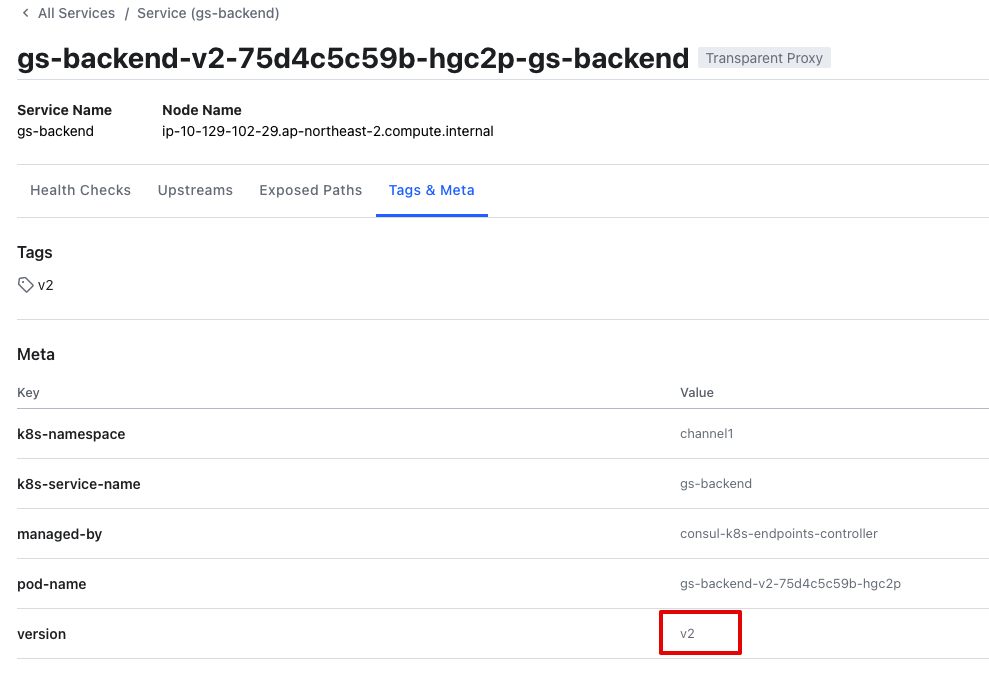 All Services / Service (gs-backend)
gs-backend-v2-75d4c5c59b-hgc2p-gs-backend Transparent Proxy
Service Name Node Name
gs-backend ip-10-129-102-29.ap-northeast-2.compute.internal
Health Checks Upstreams Exposed Paths Tags & Meta
Tags
v2
Meta
Key Value
k8s-namespace channel1
k8s-service-name gs-backend
managed-by consul-k8s-endpoints-controller
pod-name gs-backend-v2-75d4c5c59b-hgc2p
version v2